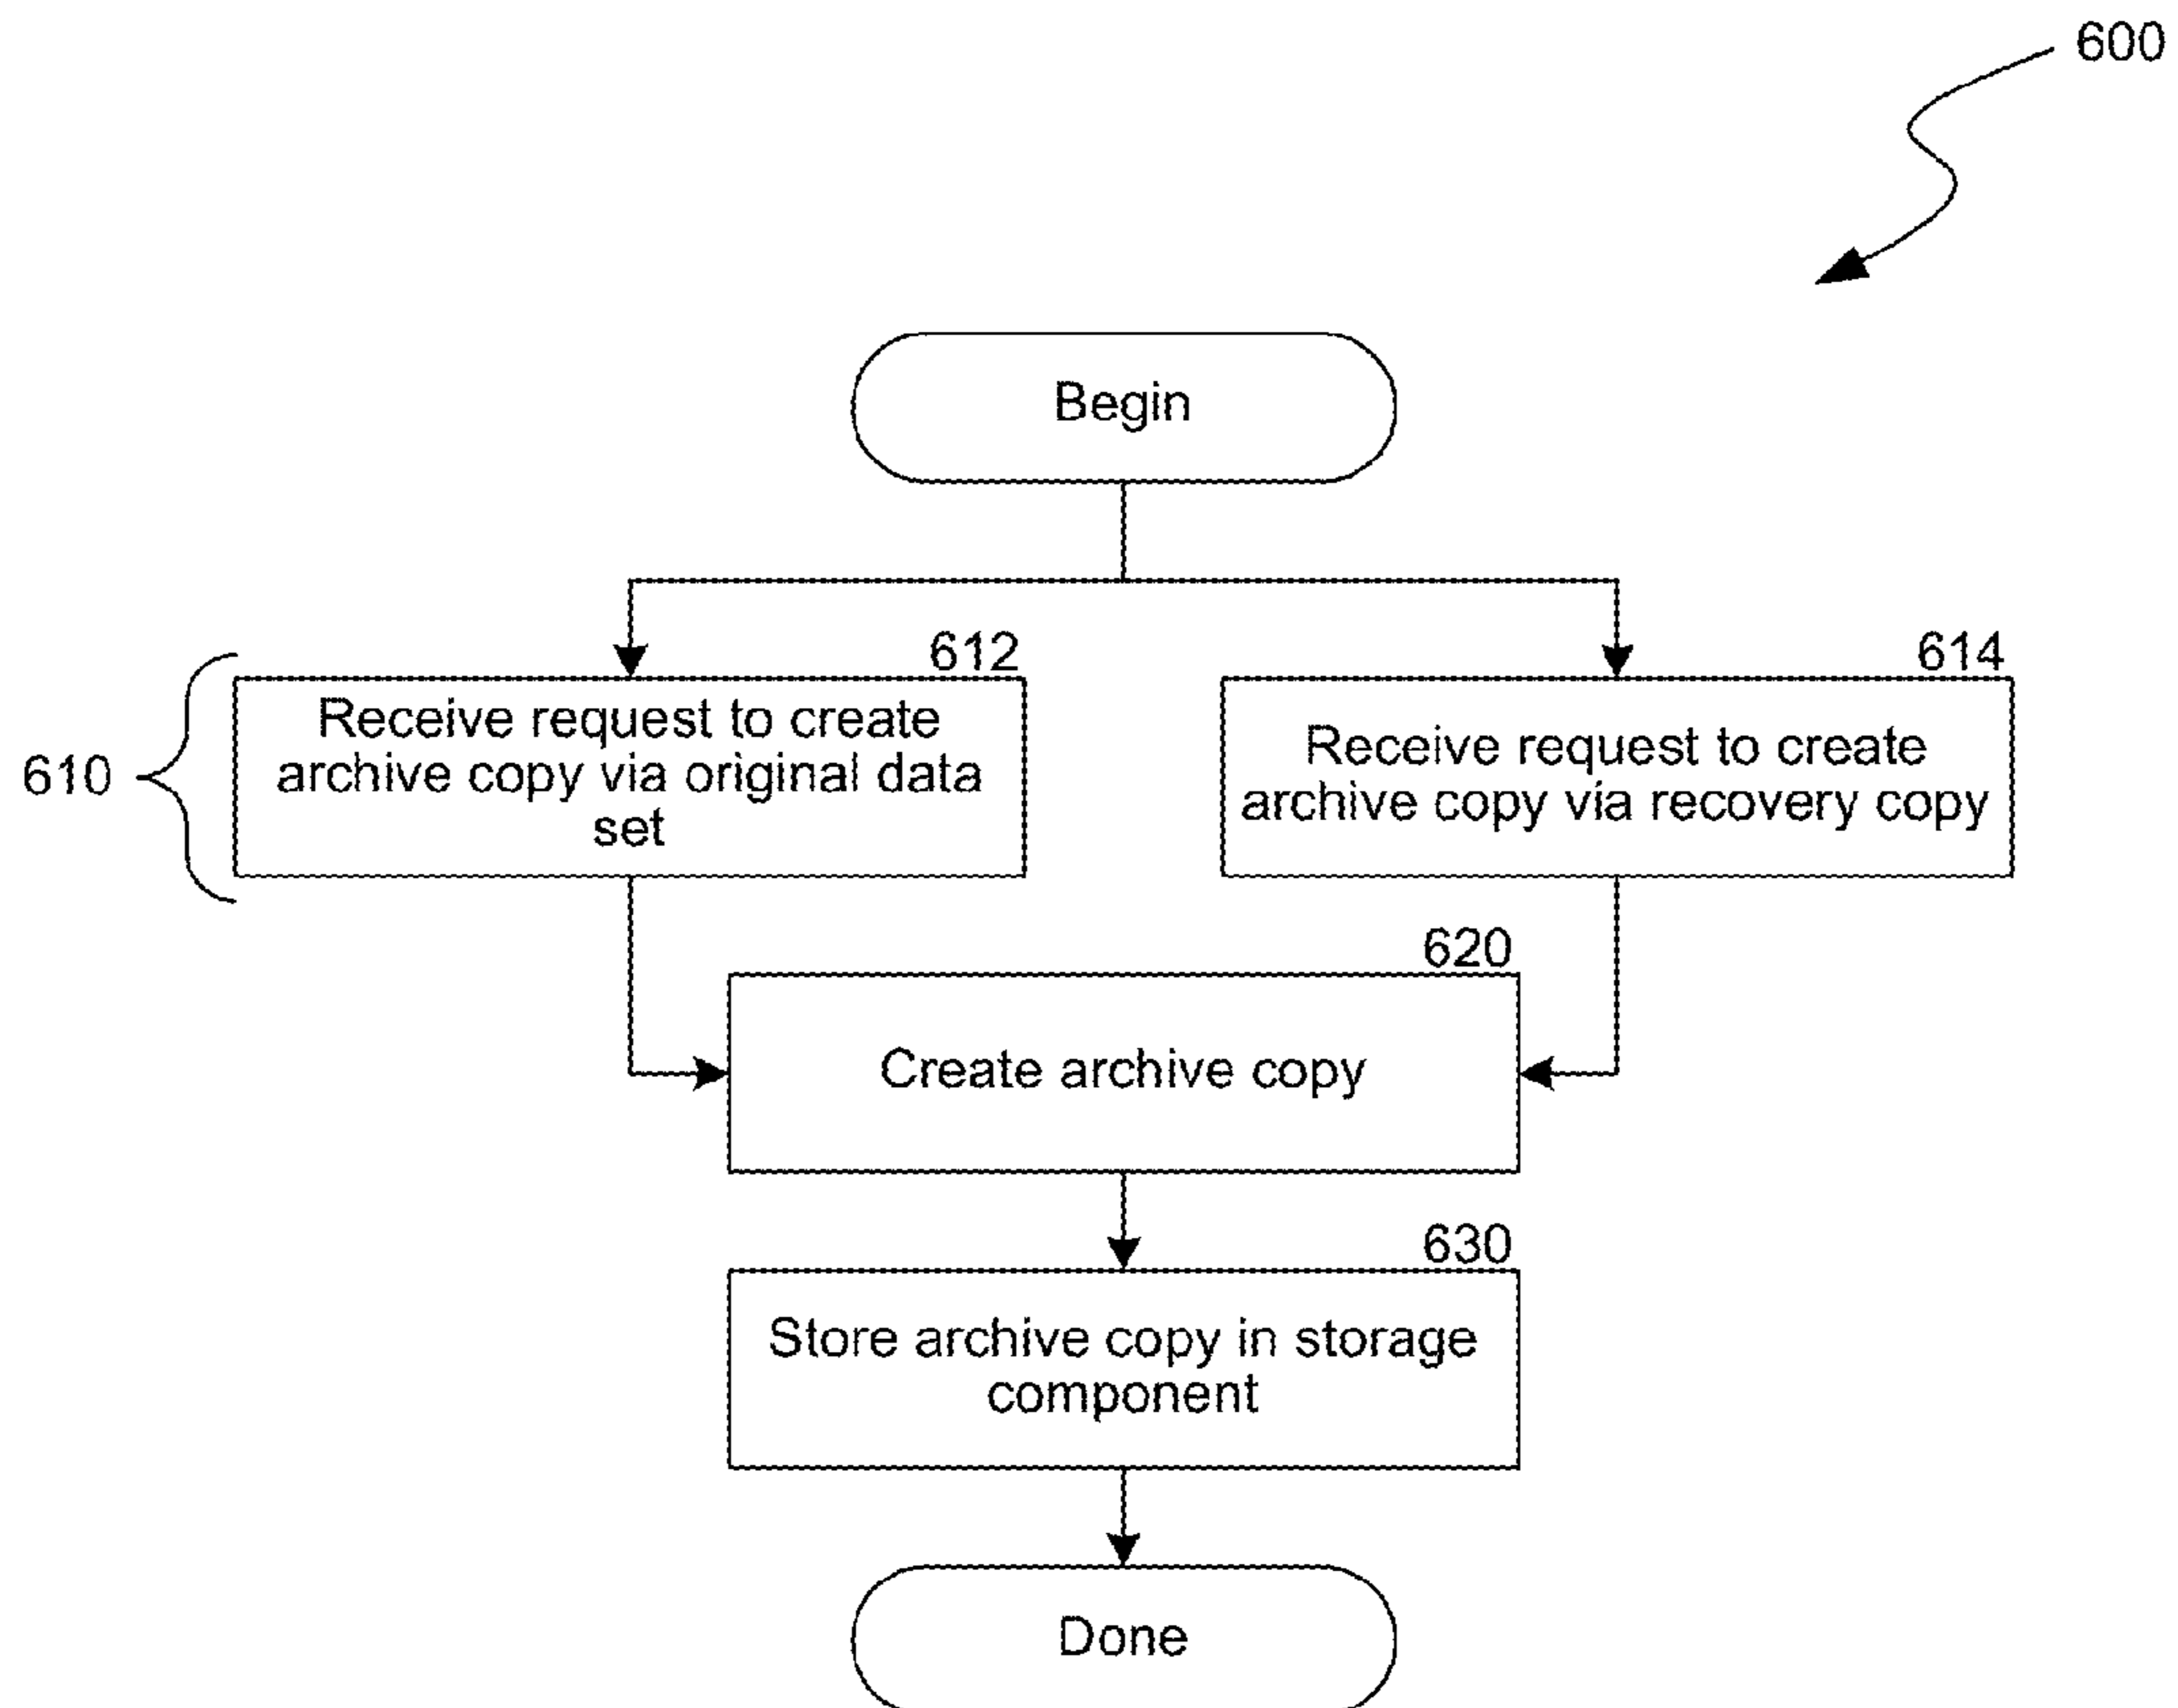 600
Begin
612
614
610
Receive request to create
archive copy via original data
set
Receive request to create
archive copy via recovery copy
620
Create archive copy
630
Store archive copy in storage
component
Done